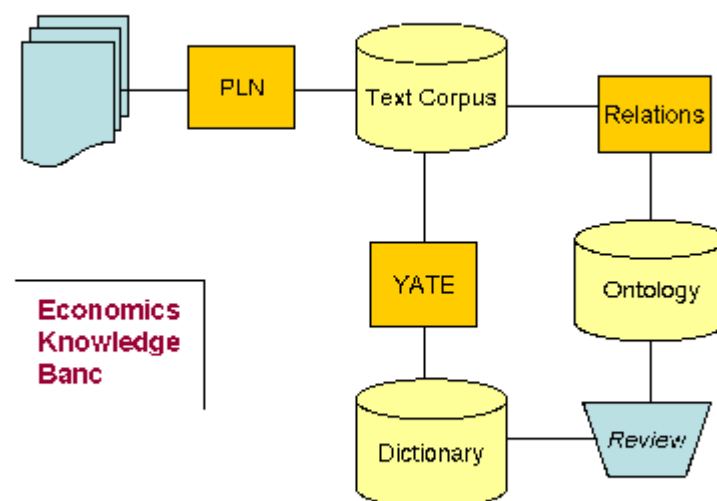 PLN
Text Corpus
Relations
YATE
Ontology
Economics
Knowledge
Banc
Dictionary
Review